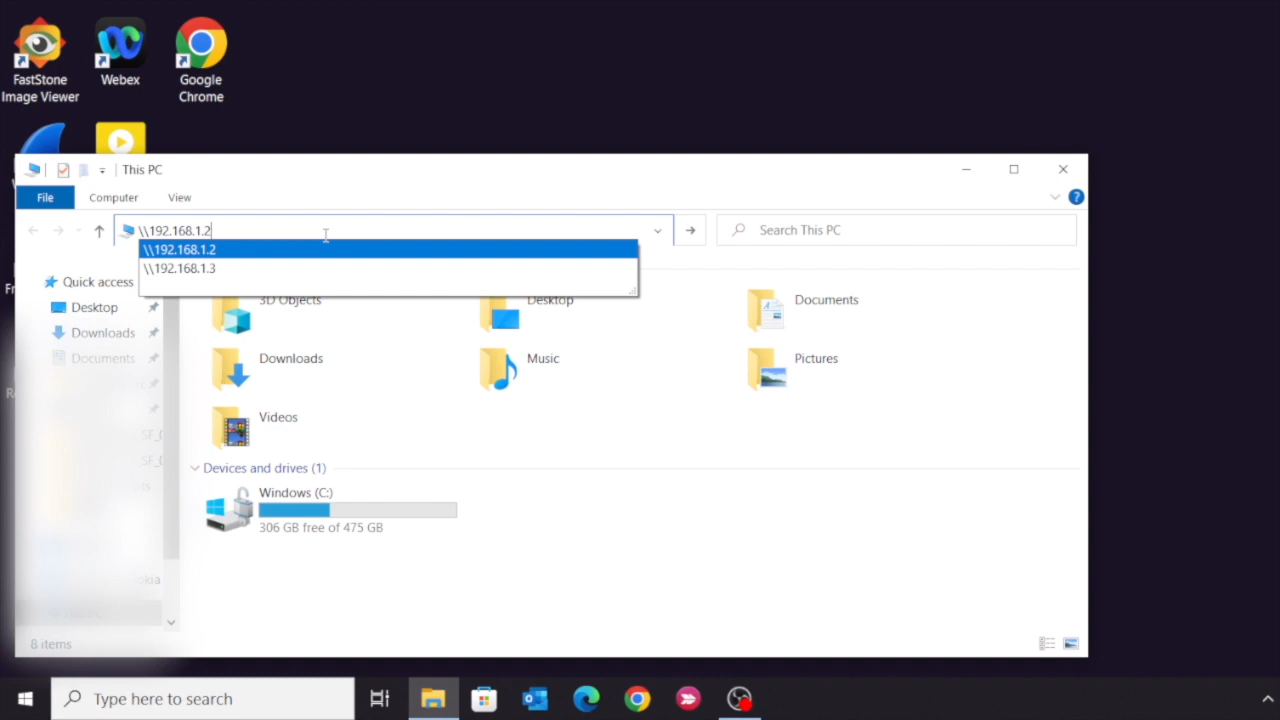 FastStone
Image Viewer
Webex
Google
Chrome
This PC
File
Computer
View
\\192.168.1.2
Search This PC
\\192.168.1.2
\\192.168.1.3
Quick access
Desktop
Downloads
Documents
3D Objects
Desktop
Documents
Downloads
Music
Pictures
Videos
Devices and drives (1)
Windows (C:)
306 GB free of 475 GB
8 items
Type here to search